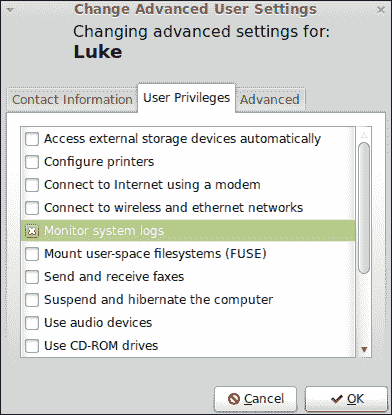 Change Advanced User Settings
Changing advanced settings for:
Luke
Contact Information User Privileges Advanced
Access external storage devices automatically
Configure printers
Connect to Internet using a modem
Connect to wireless and ethernet networks
Monitor system logs
Mount user-space filesystems (FUSE)
Send and receive faxes
Suspend and hibernate the computer
Use audio devices
Use CD-ROM drives
Cancel OK